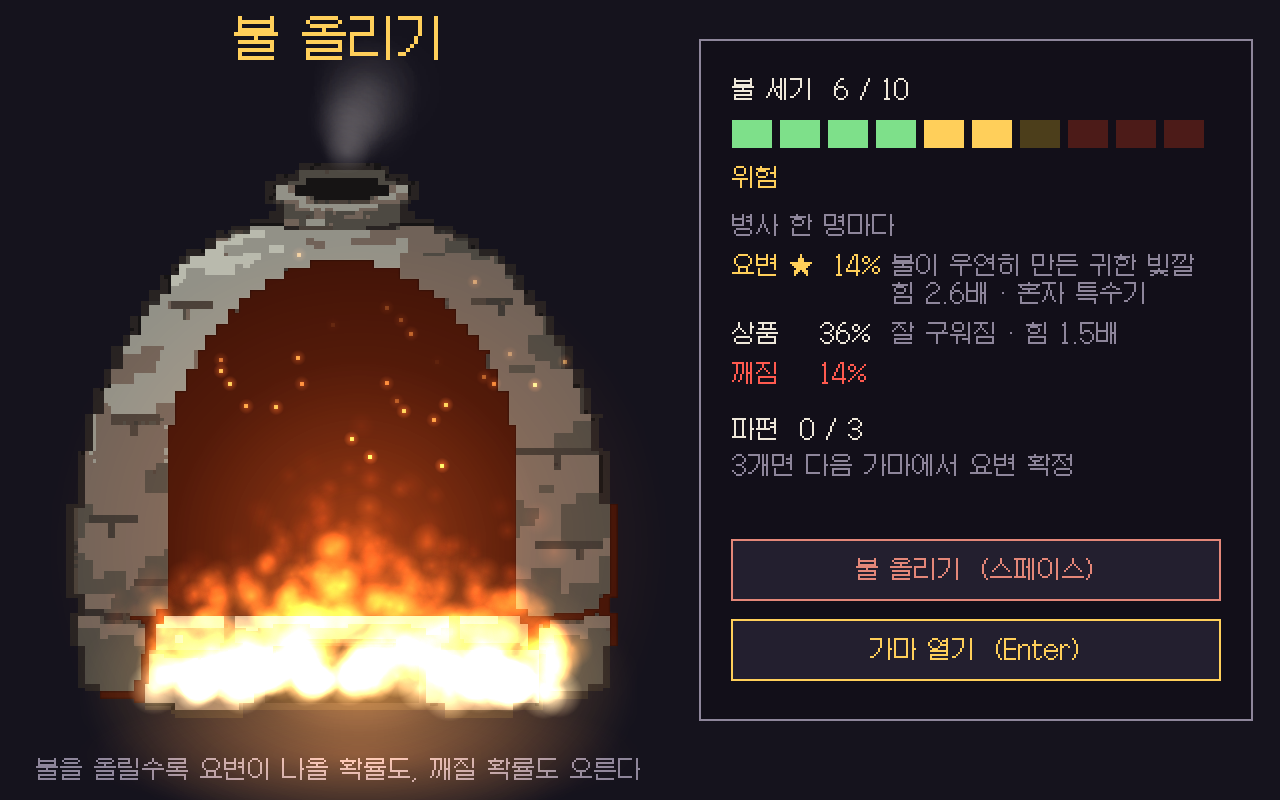 불 올리기
불 세기 6 / 10
위험
병사 한 명마다
요변 ★ 14% 불이 우연히 만든 귀한 빛깔
힘 2.6배 · 혼자 특수기
상품 36% 잘 구워짐 · 힘 1.5배
깨짐 14%
파편 0 / 3
3개면 다음 가마에서 요변 확정
불 올리기 (스페이스)
가마 열기 (Enter)
불을 올릴수록 요변이 나올 확률도, 깨질 확률도 오른다